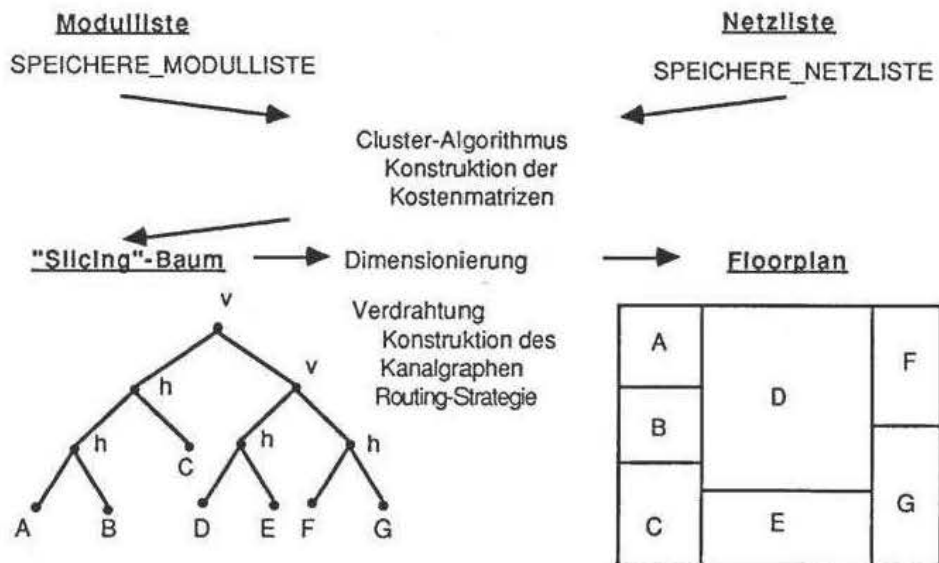 Modulliste
Netzliste
SPEICHERE_MODULLISTE
SPEICHERE_NETZLISTE
Cluster-Algorithmus
Konstruktion der
Kostenmatrizen
"Slicing"-Baum
Dimensionierung
Floorplan
Verdrahtung
Konstruktion des
Kanalgraphen
Routing-Strategie
v
h
v
h
C
h
h
A
B
D
E
F
G
A
B
C
D
E
F
G